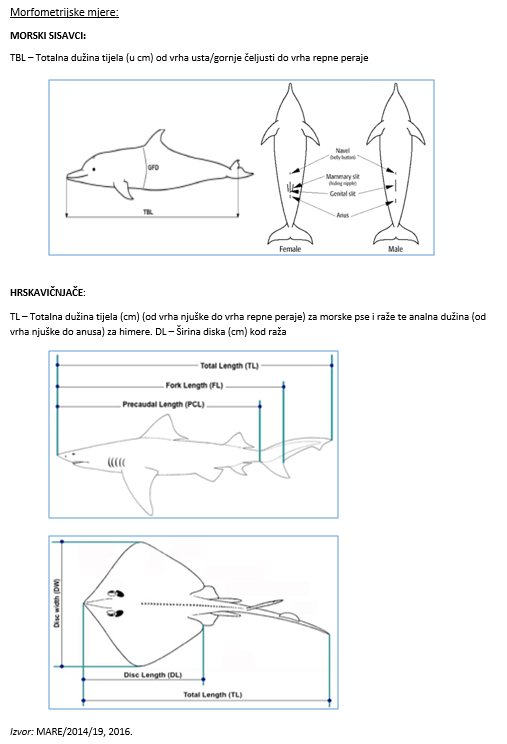 Morfometrijske mjere:
MORSKI SISAVCI:
TBL – Totalna dužina tijela (u cm) od vrha usta/gornje čeljusti do vrha repne peraje
GFD
TBL
Navel
(belly button)
Mammary slit
(hiding nipple)
Genital slit
Anus
Female
Male
HRSKAVIČNJAČE:
TL – Totalna dužina tijela (cm) (od vrha njuške do vrha repne peraje) za morske pse i raže te analna dužina (od
vrha njuške do anusa) za himere. DL – Širina diska (cm) kod raža
Total Length (TL)
Fork Length (FL)
Precaudal Length (PCL)
Disc width (DW)
Disc Length (DL)
Total Length (TL)
Izvor: MARE/2014/19, 2016.